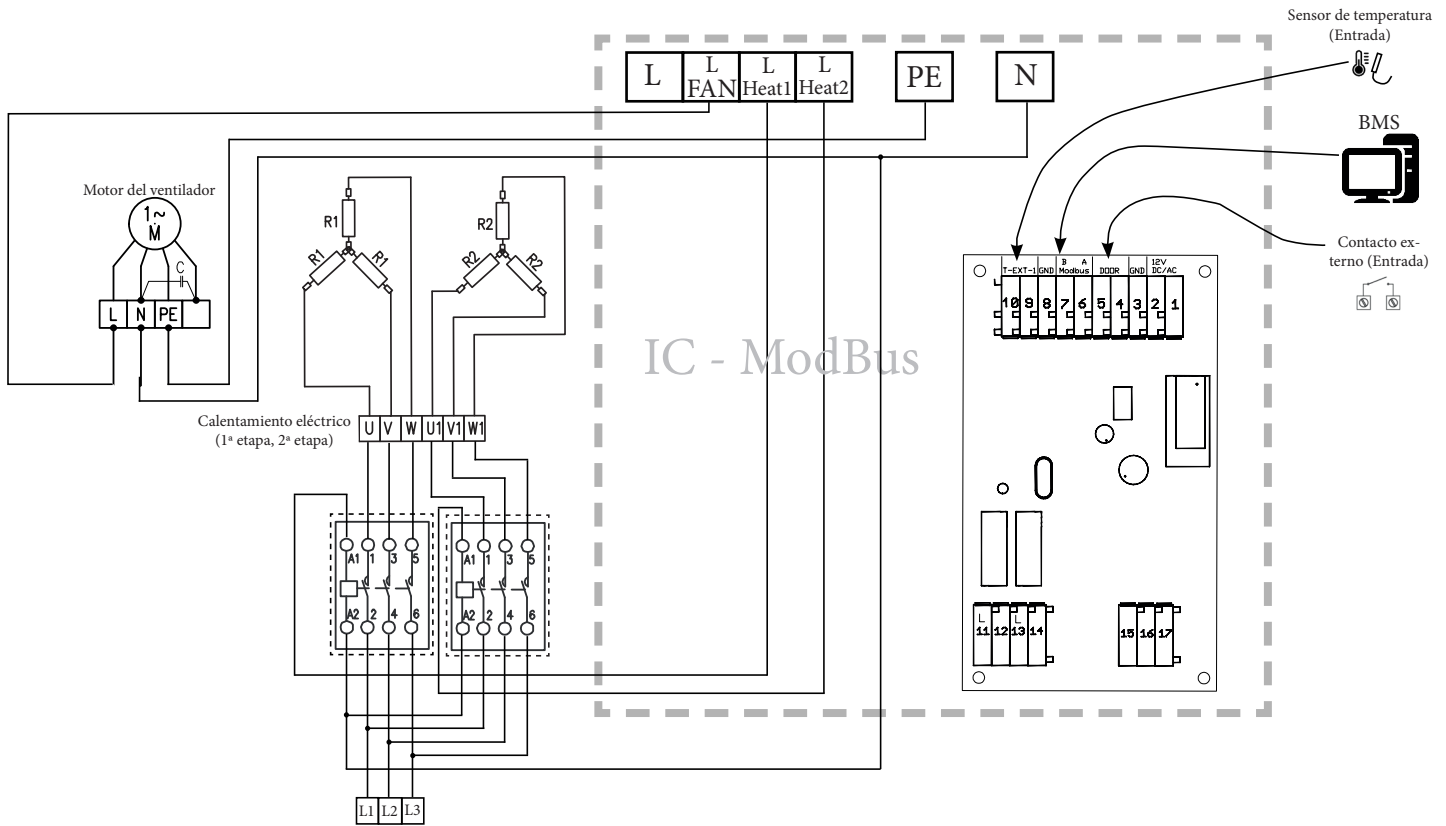 Sensor de temperatura
(Entrada)
L
L
FAN
L
Heat1
L
Heat2
PE
N
BMS
Motor del ventilador
1~
M
C
L N PE
R1
R1
R1
R2
R2
R2
Contacto ex-
terno (Entrada)
B A 12V
T-EXT-1 GND Modbus DOOR GND DC/AC
L
10 9 8 7 6 5 4 3 2 1
IC - ModBus
Calentamiento eléctrico
(1ª etapa, 2ª etapa)
U V W U1 V1 W1
A1 1 3 5
A2 2 4 6
A1 1 3 5
A2 2 4 6
L L
11 12 13 14
15 16 17
L1 L2 L3